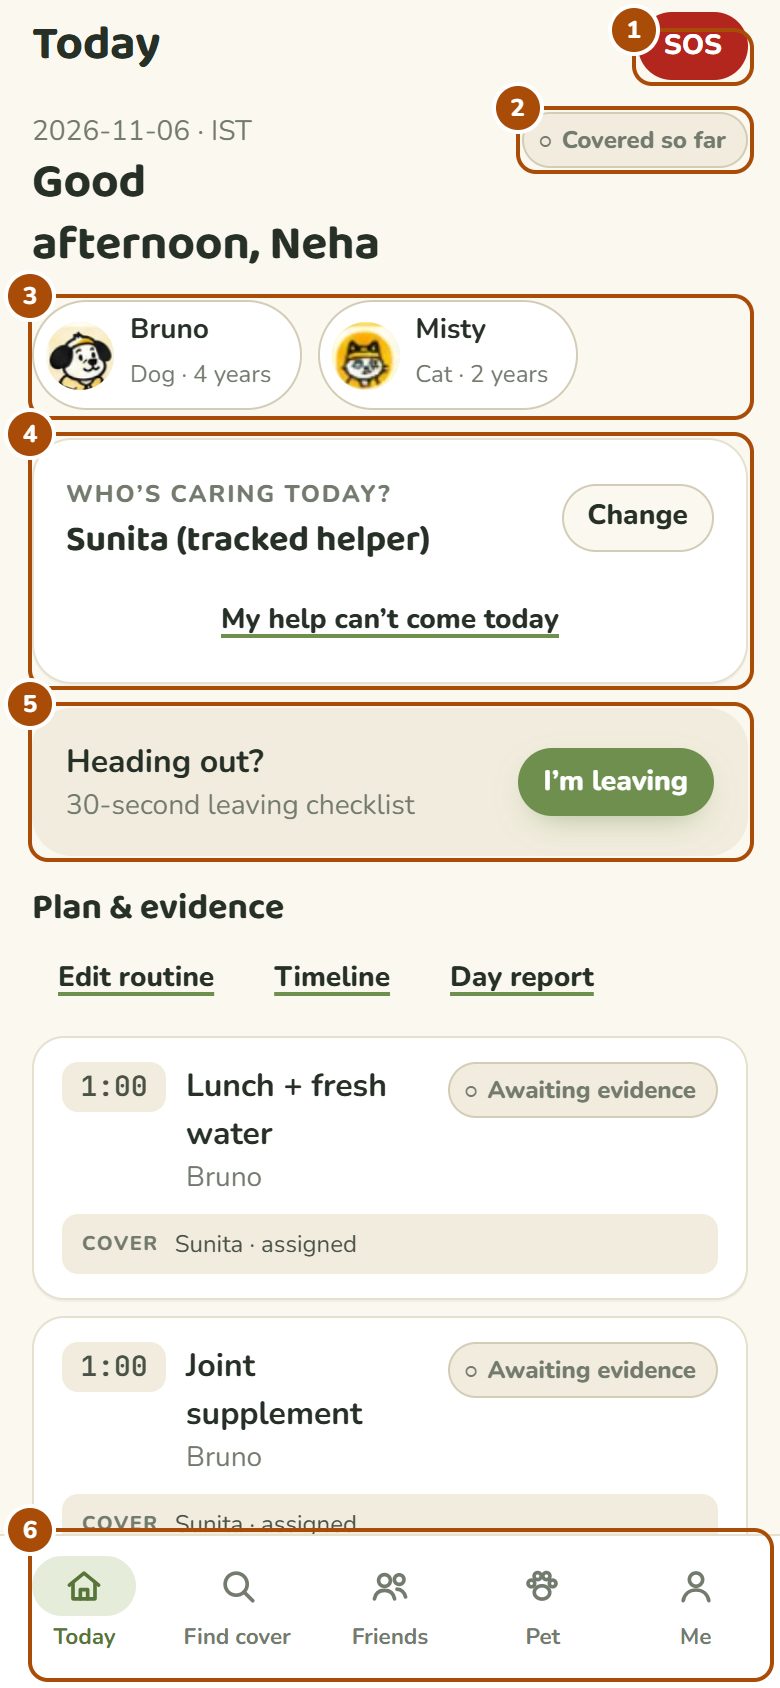 Today
1
SOS
2
2026-11-06 · IST
Covered so far
Good
afternoon, Neha
3
Bruno
Dog · 4 years
Misty
Cat · 2 years
4
WHO’S CARING TODAY?
Sunita (tracked helper)
Change
My help can’t come today
5
Heading out?
30-second leaving checklist
I’m leaving
Plan & evidence
Edit routine
Timeline
Day report
1:00
Lunch + fresh
water
Bruno
Awaiting evidence
COVER Sunita · assigned
1:00
Joint
supplement
Bruno
Awaiting evidence
COVER Sunita · assigned
6
Today
Find cover
Friends
Pet
Me